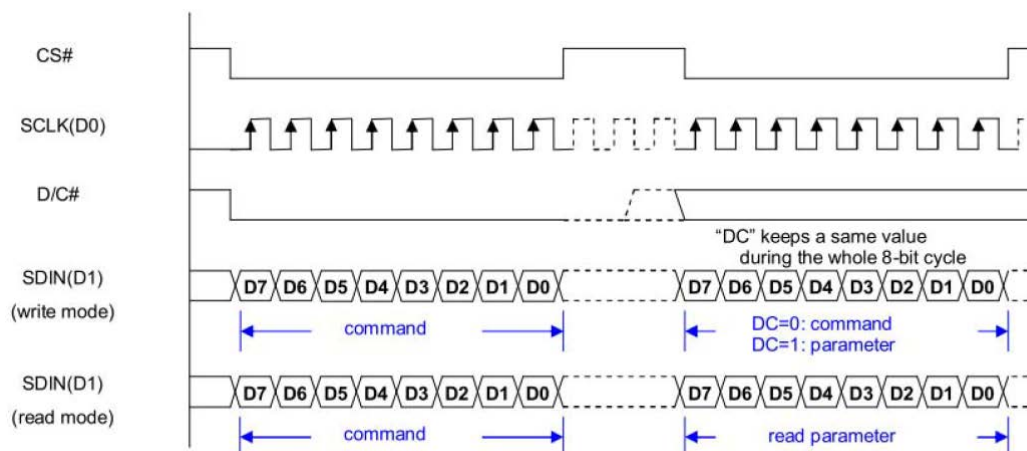 CS#
SCLK(D0)
D/C#
"DC" keeps a same value
during the whole 8-bit cycle
SDIN(D1)
(write mode)
D7 D6 D5 D4 D3 D2 D1 D0
D7 D6 D5 D4 D3 D2 D1 D0
command
DC=0: command
DC=1: parameter
SDIN(D1)
(read mode)
D7 D6 D5 D4 D3 D2 D1 D0
D7 D6 D5 D4 D3 D2 D1 D0
command
read parameter